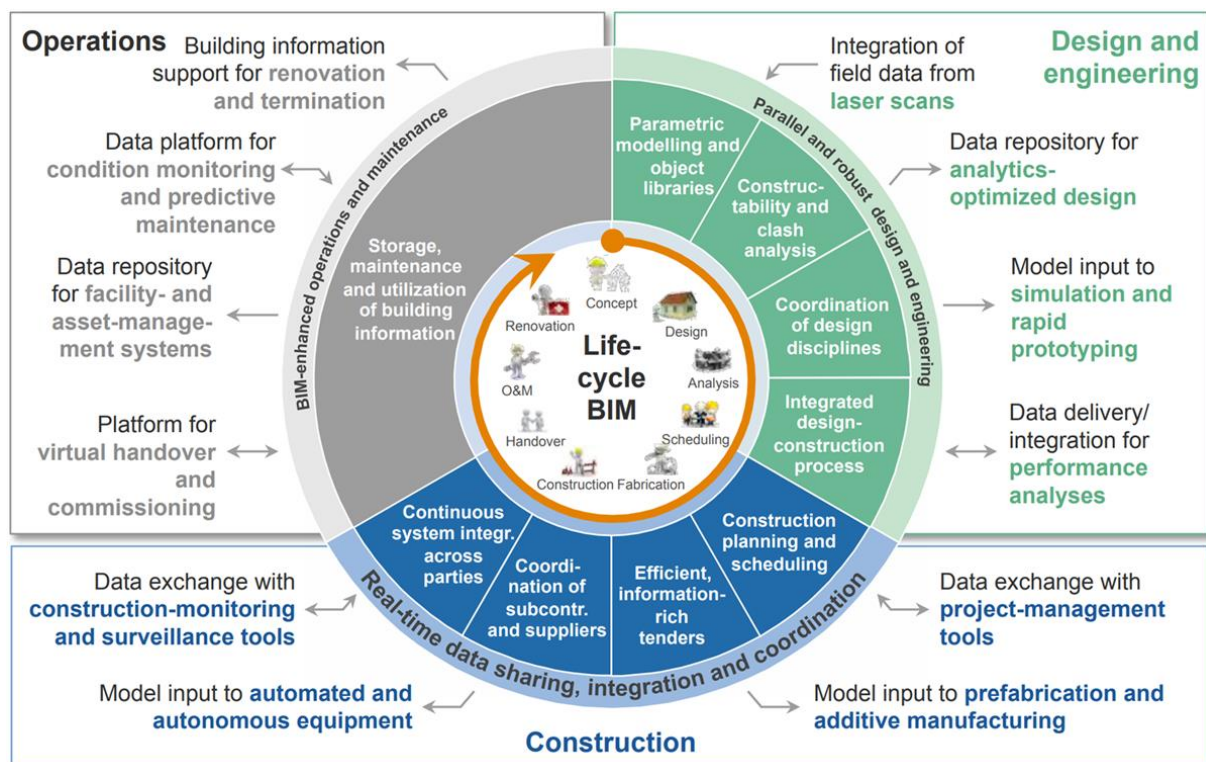 Operations
Building information
support for renovation
and termination
Data platform for
condition monitoring
and predictive
maintenance
Data repository
for facility- and
asset-manage-
ment systems
Platform for
virtual handover
and
commissioning
BIM-enhanced operations and maintenance
Storage,
maintenance
and utilization
of building
information
Design and
engineering
Integration of
field data from
laser scans
Data repository for
analytics-
optimized design
Model input to
simulation and
rapid
prototyping
Data delivery/
integration for
performance
analyses
Parallel and robust design and engineering
Parametric
modelling and
object
libraries
Construc-
tability and
clash
analysis
Coordination
of design
disciplines
Integrated
design-
construction
process
Life-
cycle
BIM
Concept
Design
Analysis
Scheduling
Fabrication
Construction
Handover
O&M
Renovation
Construction
planning and
scheduling
Efficient,
information-
rich
tenders
Coordi-
nation of
subcontr.
and suppliers
Continuous
system integr.
across
parties
Real-time data sharing, integration and coordination
Data exchange with
construction-monitoring
and surveillance tools
Model input to automated and
autonomous equipment
Data exchange with
project-management
tools
Model input to prefabrication and
additive manufacturing
Construction